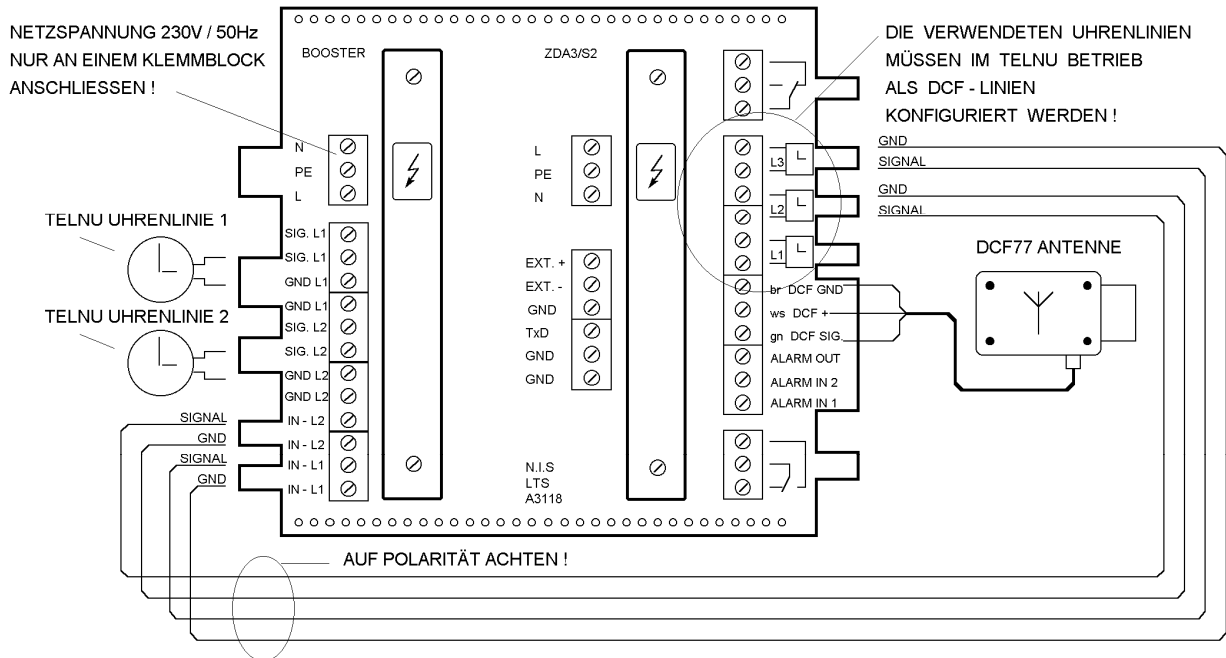 NETZSPANNUNG 230V / 50Hz
NUR AN EINEM KLEMMBLOCK
ANSCHLIESSEN !
BOOSTER
ZDA3/S2
DIE VERWENDETEN UHRENLINIEN
MÜSSEN IM TELNU BETRIEB
ALS DCF - LINIEN
KONFIGURIERT WERDEN !
N
PE
L
L
PE
N
L3
L2
L1
GND
SIGNAL
GND
SIGNAL
TELNU UHRENLINIE 1
TELNU UHRENLINIE 2
SIG. L1
SIG. L1
GND L1
GND L1
SIG. L2
SIG. L2
GND L2
GND L2
IN - L2
IN - L2
IN - L1
IN - L1
EXT. +
EXT. -
GND
TxD
GND
GND
br DCF GND
ws DCF +
gn DCF SIG.
ALARM OUT
ALARM IN 2
ALARM IN 1
DCF77 ANTENNE
SIGNAL
GND
SIGNAL
GND
N.I.S
LTS
A3118
AUF POLARITÄT ACHTEN !